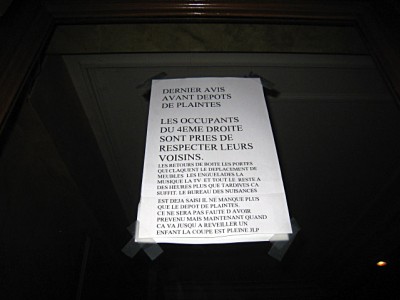 DERNIER AVIS
AVANT DEPOTS
DE PLAINTES
LES OCCUPANTS
DU 4EME DROITE
SONT PRIES DE
RESPECTER LEURS
VOISINS.
LES RETOURS DE BOITE LES PORTES
QUI CLAQUENT LE DEPLACEMENT DE
MEUBLES LES ENGUELADES LA
MUSIQUE LA TV ET TOUT LE RESTE A
DES HEURES PLUS QUE TARDIVES CA
SUFFIT. LE BUREAU DES NUISANCES
EST DEJA SAISI IL NE MANQUE PLUS
QUE LE DEPOT DE PLAINTES.
CE NE SERA PAS FAUTE D AVOIR
PREVENU MAIS MAINTENANT QUAND
CA VA JUSQU A REVEILLER UN
ENFANT LA COUPE EST PLEINE